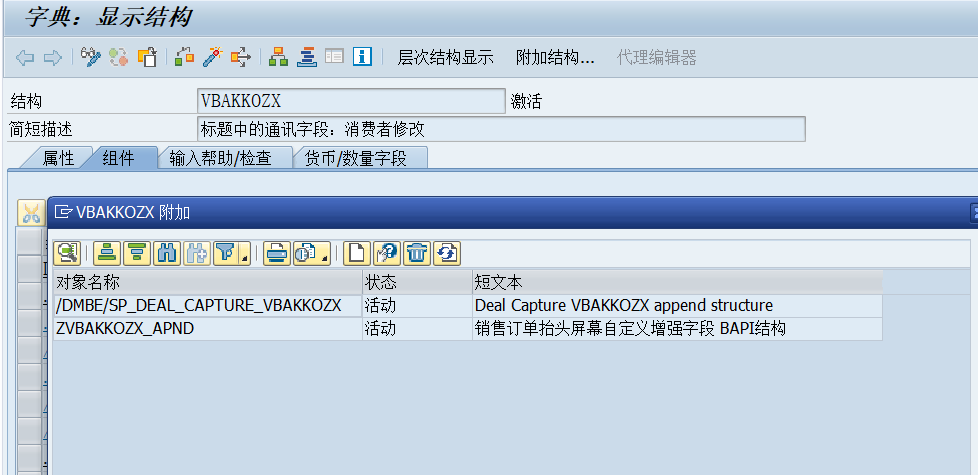 字典：显示结构
层次结构显示 附加结构... 代理编辑器
结构 VBAKKOZX 激活
简短描述 标题中的通讯字段：消费者修改
属性 组件 输入帮助/检查 货币/数量字段
VBAKKOZX 附加
对象名称 状态 短文本
/DMBE/SP_DEAL_CAPTURE_VBAKKOZX 活动 Deal Capture VBAKKOZX append structure
ZVBAKKOZX_APND 活动 销售订单抬头屏幕自定义增强字段 BAPI结构